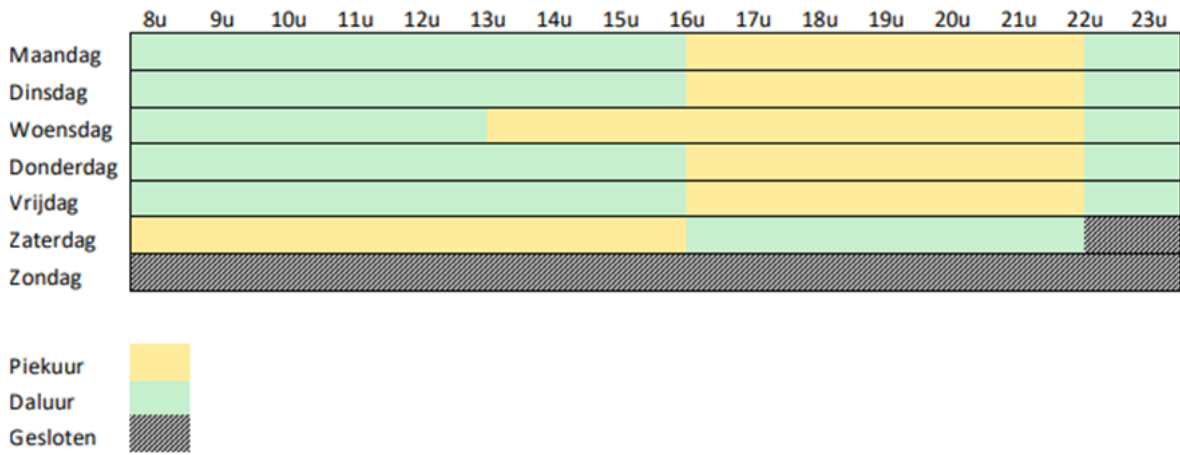 8u 9u 10u 11u 12u 13u 14u 15u 16u 17u 18u 19u 20u 21u 22u 23u
Maandag
Dinsdag
Woensdag
Donderdag
Vrijdag
Zaterdag
Zondag
Piekuur
Daluur
Gesloten